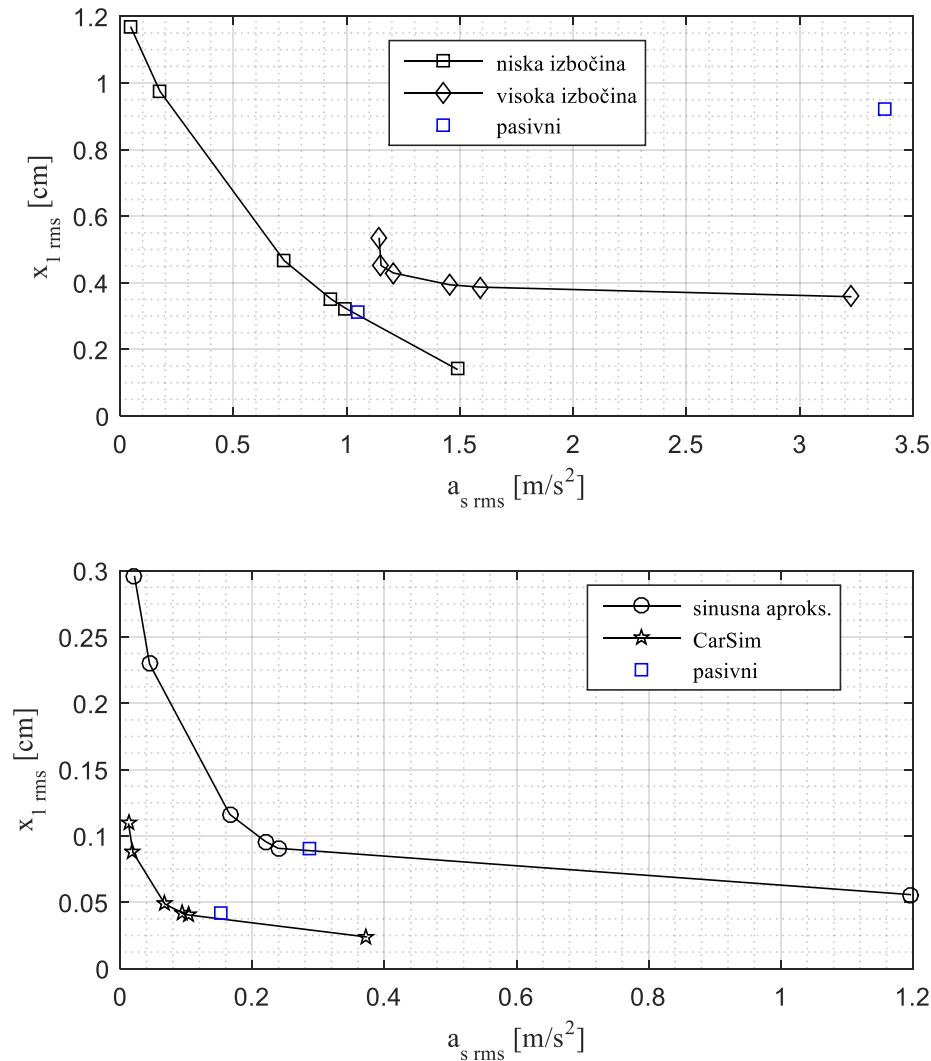 1.2
1
0.8
0.6
0.4
0.2
0
x1 rms [cm]
niska izbočina
visoka izbočina
pasivni
0 0.5 1 1.5 2 2.5 3 3.5
as rms [m/s2]
0.3
0.25
0.2
0.15
0.1
0.05
0
x1 rms [cm]
sinusna aproks.
CarSim
pasivni
0 0.2 0.4 0.6 0.8 1 1.2
as rms [m/s2]